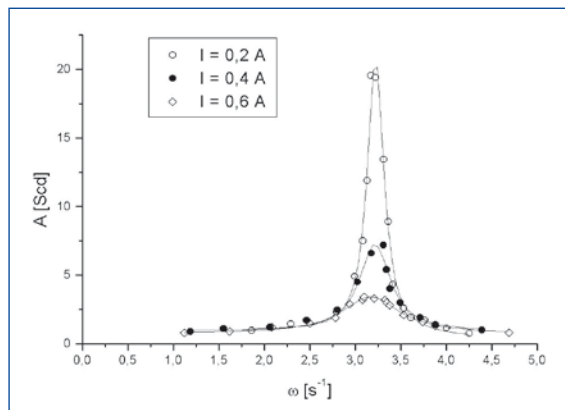 I = 0,2 A
I = 0,4 A
I = 0,6 A
20
15
10
5
0
A [Scd]
0,0 0,5 1,0 1,5 2,0 2,5 3,0 3,5 4,0 4,5 5,0
ω [s⁻¹]